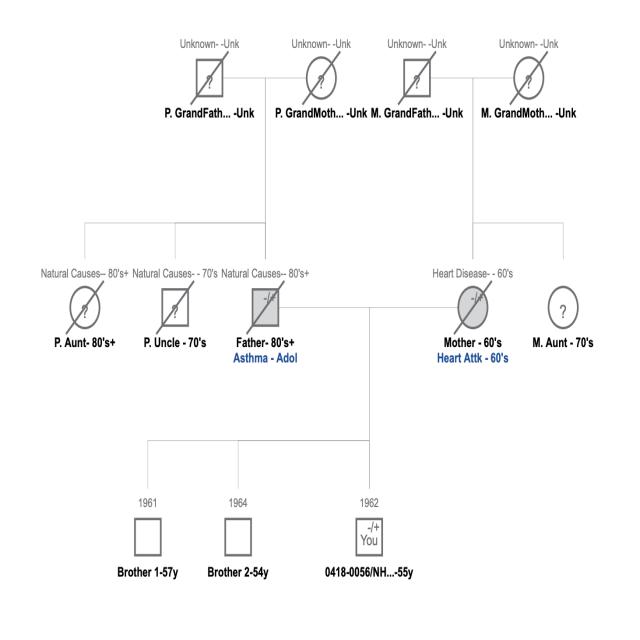 Unknown- -Unk Unknown- -Unk Unknown- -Unk Unknown- -Unk
? ? ? ?
P. GrandFath... -Unk P. GrandMoth... -Unk M. GrandFath... -Unk M. GrandMoth... -Unk
Natural Causes-- 80's+ Natural Causes- - 70's Natural Causes-- 80's+ Heart Disease- - 60's
-/+ -/+
? ? ?
P. Aunt- 80's+ P. Uncle - 70's Father- 80's+ Mother - 60's M. Aunt - 70's
Asthma - Adol Heart Attk - 60's
1961 1964 1962
-/+
You
Brother 1-57y Brother 2-54y 0418-0056/NH...-55y